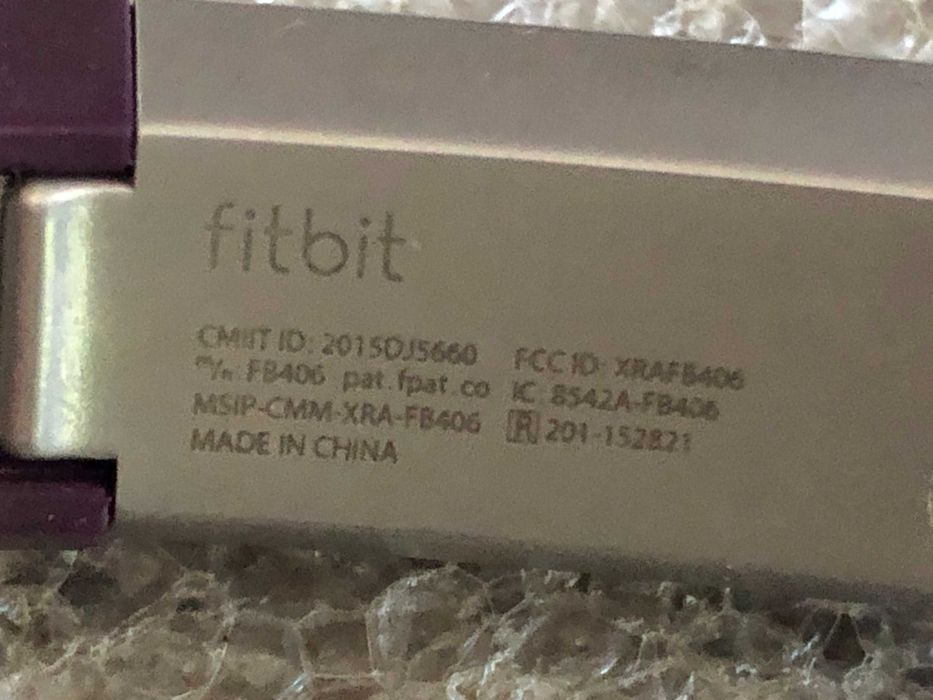 fitbit
CMIIT ID: 2015DJ5660 FCC ID: XRAFB406
m/n: FB406 pat.fpat.co IC: 8542A-FB406
MSIP-CMM-XRA-FB406 R 201-152821
MADE IN CHINA